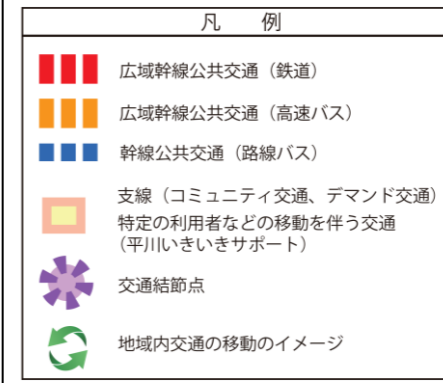 凡　例
広域幹線公共交通（鉄道）
広域幹線公共交通（高速バス）
幹線公共交通（路線バス）
支線（コミュニティ交通、デマンド交通）
特定の利用者などの移動を伴う交通
（平川いきいきサポート）
交通結節点
地域内交通の移動のイメージ